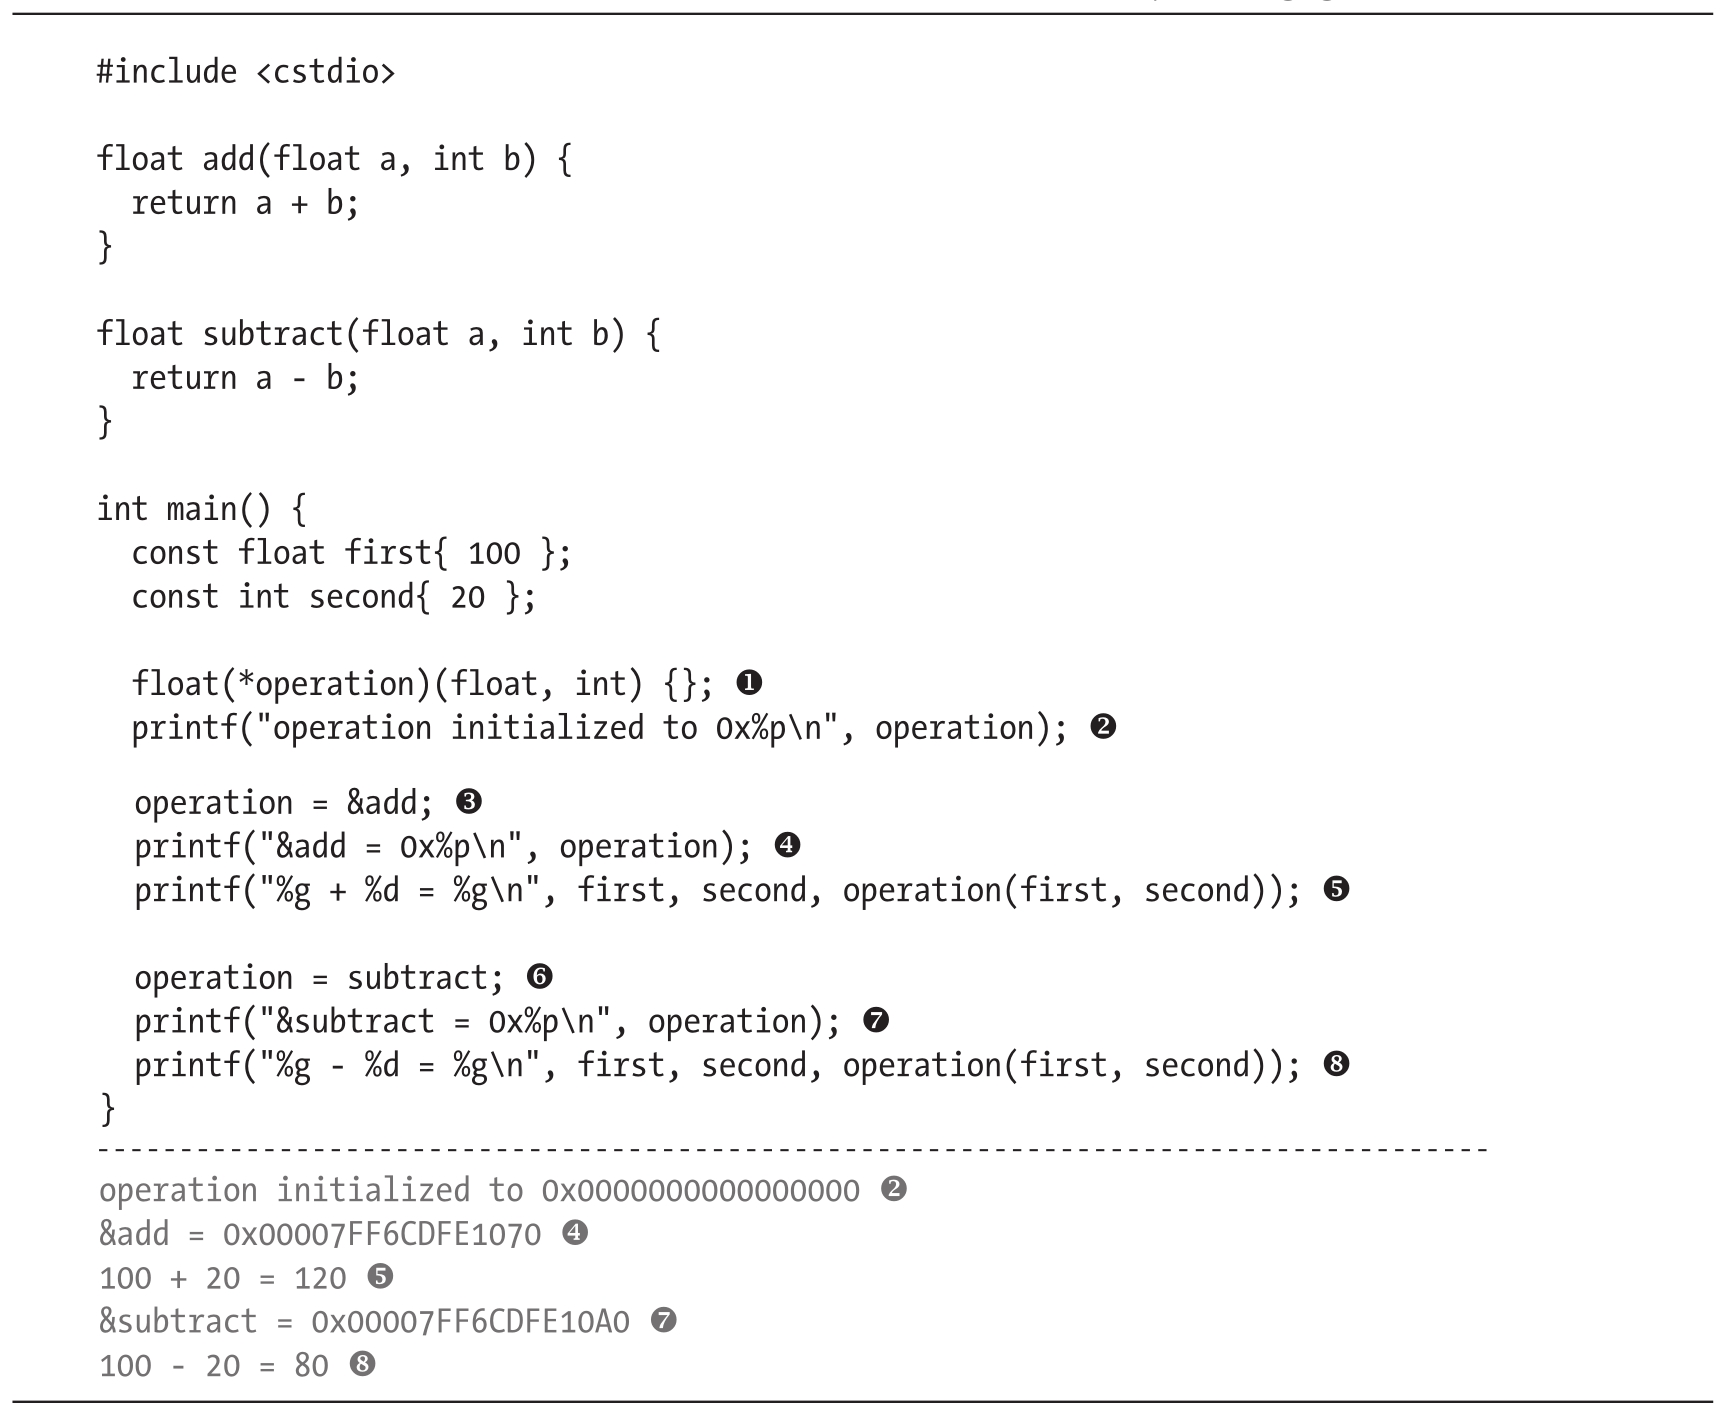 #include <cstdio>
float add(float a, int b) {
  return a + b;
}
float subtract(float a, int b) {
  return a - b;
}
int main() {
  const float first{ 100 };
  const int second{ 20 };
  float(*operation)(float, int) {}; ❶
  printf("operation initialized to 0x%p\n", operation); ❷
  operation = &add; ❸
  printf("&add = 0x%p\n", operation); ❹
  printf("%g + %d = %g\n", first, second, operation(first, second)); ❺
  operation = subtract; ❻
  printf("&subtract = 0x%p\n", operation); ❼
  printf("%g - %d = %g\n", first, second, operation(first, second)); ❽
}
--------------------------------------------------------------------------------
operation initialized to 0x0000000000000000 ❷
&add = 0x00007FF6CDFE1070 ❹
100 + 20 = 120 ❺
&subtract = 0x00007FF6CDFE10A0 ❼
100 - 20 = 80 ❽